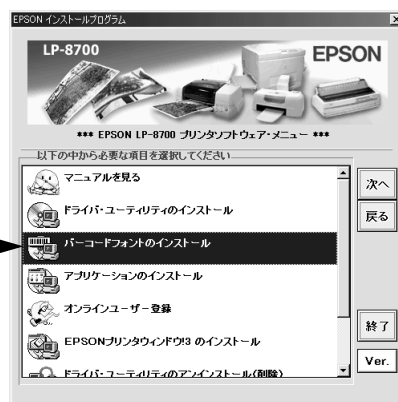 EPSON インストールプログラム
LP-8700
EPSON
*** EPSON LP-8700 プリンタソフトウェア・メニュー ***
以下の中から必要な項目を選択してください
マニュアルを見る
ドライバ・ユーティリティのインストール
バーコードフォントのインストール
アプリケーションのインストール
オンラインユーザー登録
EPSONプリンタウィンドウ!3 のインストール
ドライバ・ユーティリティのアンインストール(削除)
次へ
戻る
終了
Ver.